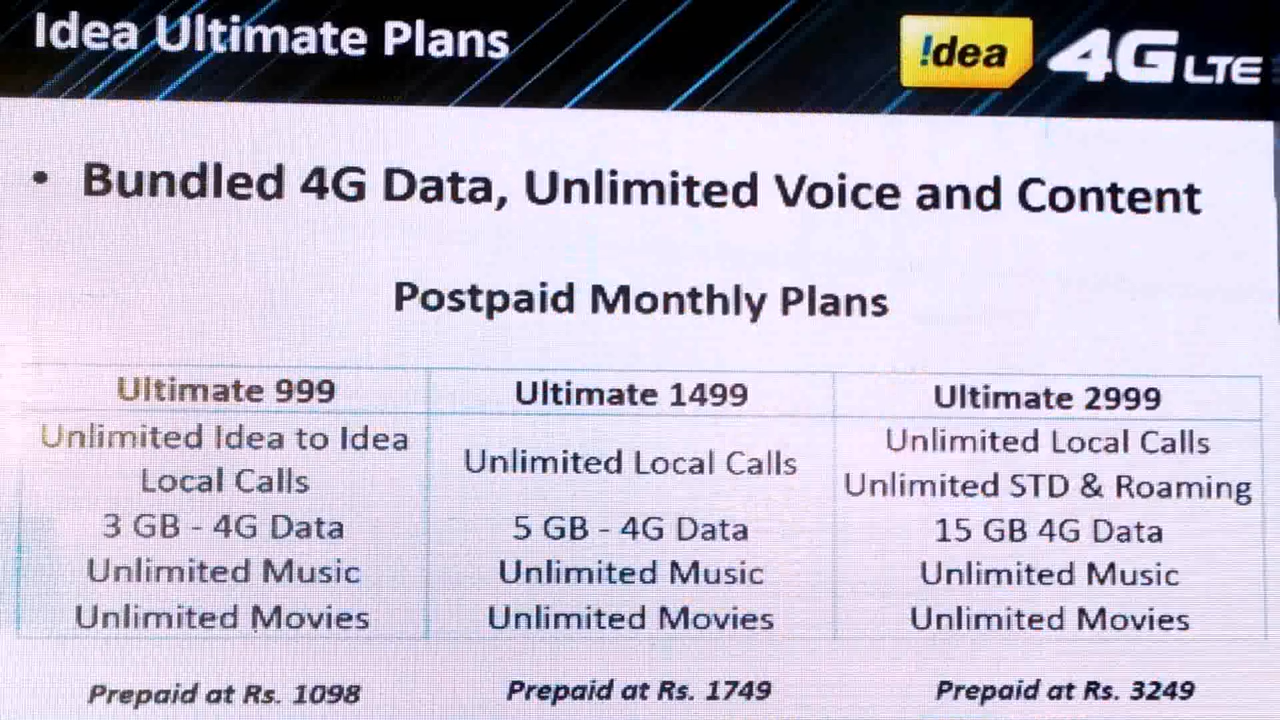 Idea Ultimate Plans
!dea 4G LTE
• Bundled 4G Data, Unlimited Voice and Content
Postpaid Monthly Plans
Ultimate 999
Unlimited Idea to Idea
Local Calls
3 GB - 4G Data
Unlimited Music
Unlimited Movies
Prepaid at Rs. 1098
Ultimate 1499
Unlimited Local Calls
5 GB - 4G Data
Unlimited Music
Unlimited Movies
Prepaid at Rs. 1749
Ultimate 2999
Unlimited Local Calls
Unlimited STD & Roaming
15 GB 4G Data
Unlimited Music
Unlimited Movies
Prepaid at Rs. 3249